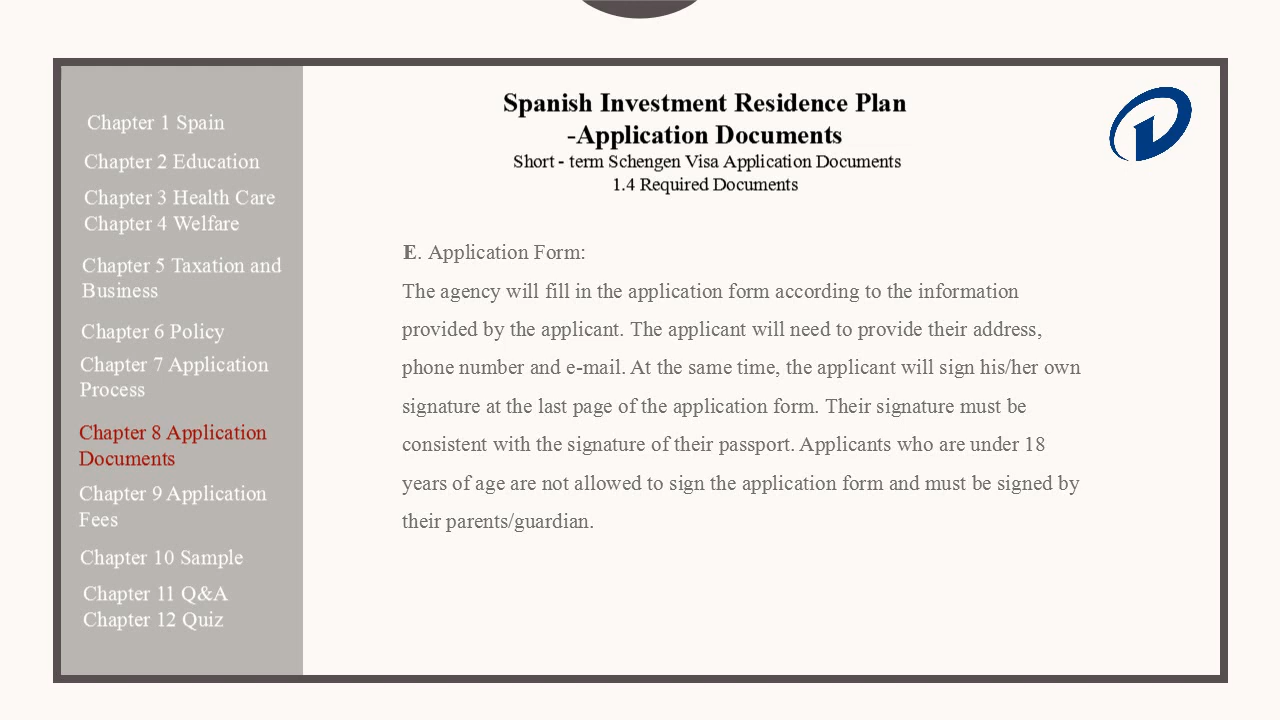 Chapter 1 Spain
Chapter 2 Education
Chapter 3 Health Care
Chapter 4 Welfare
Chapter 5 Taxation and
Business
Chapter 6 Policy
Chapter 7 Application
Process
Chapter 8 Application
Documents
Chapter 9 Application
Fees
Chapter 10 Sample
Chapter 11 Q&A
Chapter 12 Quiz
Spanish Investment Residence Plan
-Application Documents
Short - term Schengen Visa Application Documents
1.4 Required Documents
E. Application Form:
The agency will fill in the application form according to the information
provided by the applicant. The applicant will need to provide their address,
phone number and e-mail. At the same time, the applicant will sign his/her own
signature at the last page of the application form. Their signature must be
consistent with the signature of their passport. Applicants who are under 18
years of age are not allowed to sign the application form and must be signed by
their parents/guardian.